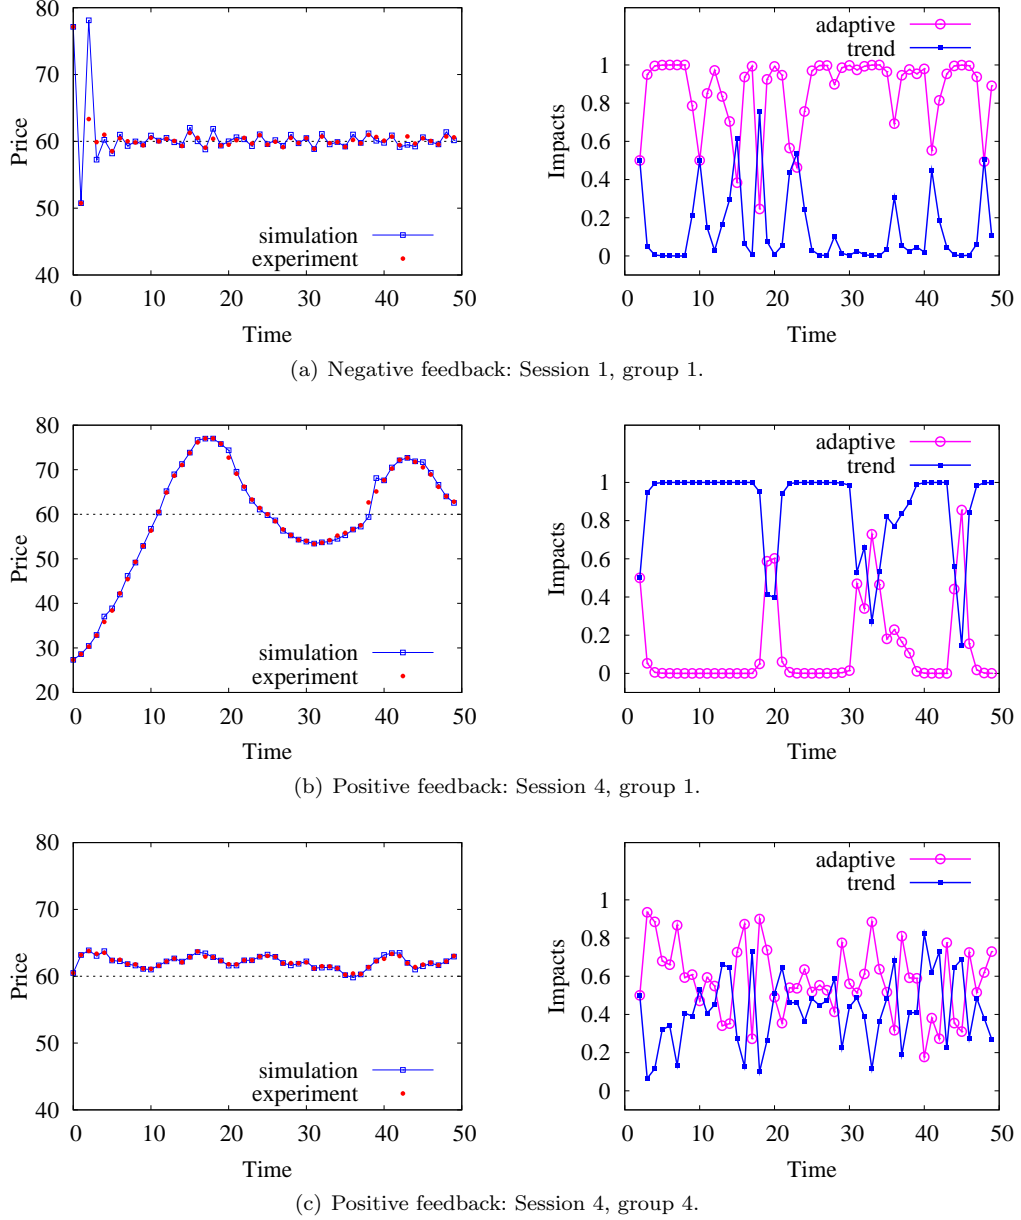 80
70
60
50
40
0 10 20 30 40 50
Price
Time
simulation
experiment
1
0.8
0.6
0.4
0.2
0
0 10 20 30 40 50
Impacts
Time
adaptive
trend
(a) Negative feedback: Session 1, group 1.
80
70
60
50
40
30
20
0 10 20 30 40 50
Price
Time
simulation
experiment
1
0.8
0.6
0.4
0.2
0
0 10 20 30 40 50
Impacts
Time
adaptive
trend
(b) Positive feedback: Session 4, group 1.
80
70
60
50
40
0 10 20 30 40 50
Price
Time
simulation
experiment
1
0.8
0.6
0.4
0.2
0
0 10 20 30 40 50
Impacts
Time
adaptive
trend
(c) Positive feedback: Session 4, group 4.